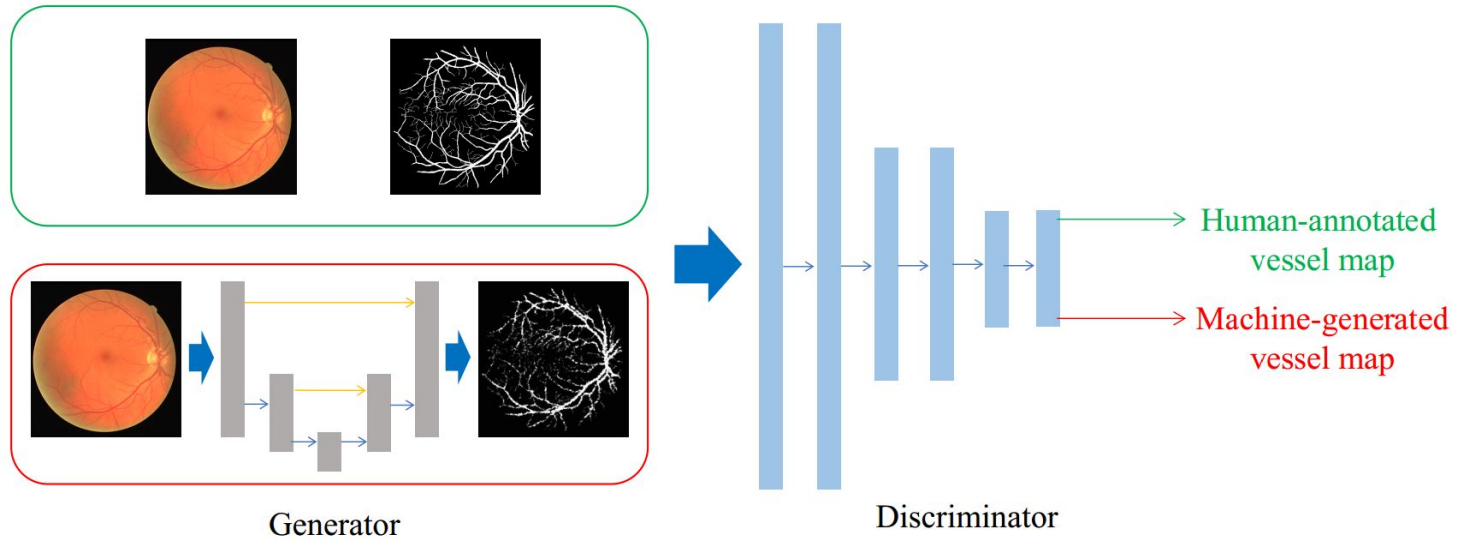 Human-annotated
vessel map
Machine-generated
vessel map
Generator
Discriminator